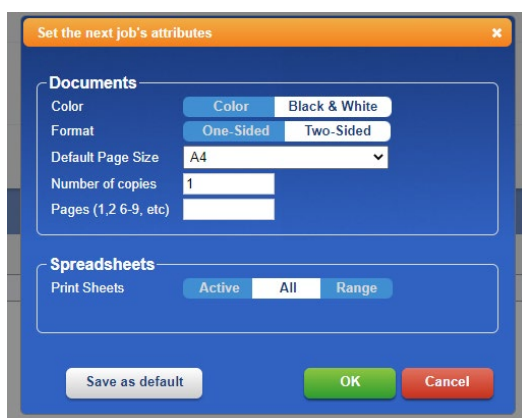 Set the next job's attributes ×
Documents
Color Color Black & White
Format One-Sided Two-Sided
Default Page Size A4
Number of copies 1
Pages (1,2 6-9, etc)
Spreadsheets
Print Sheets Active All Range
Save as default OK Cancel